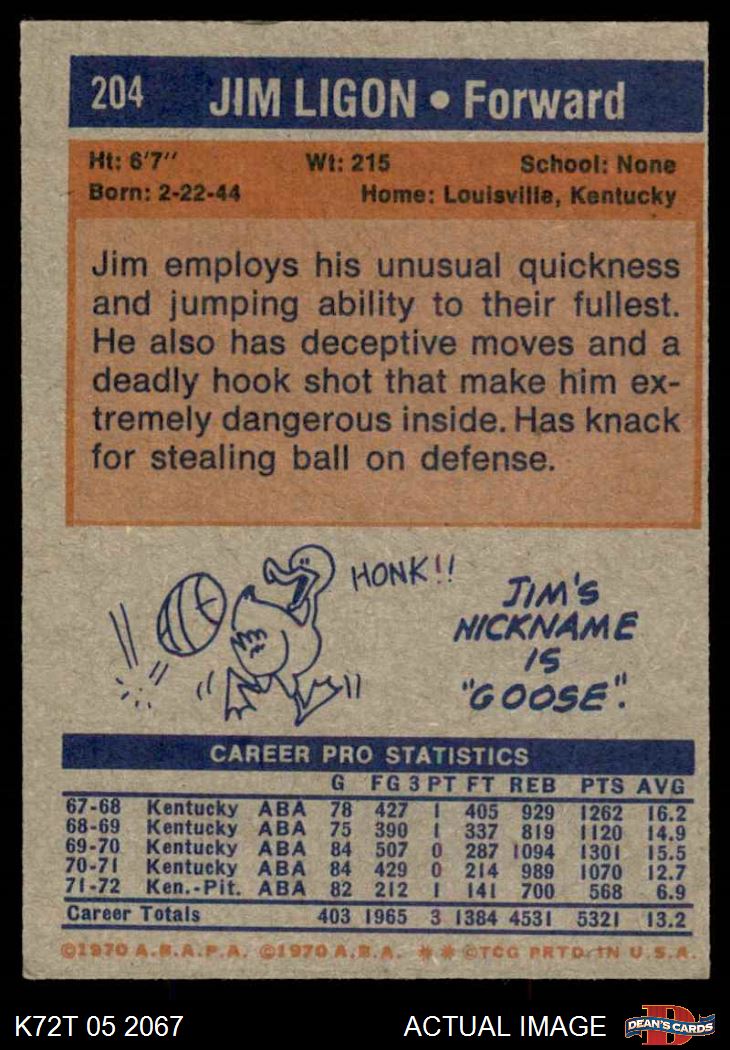 204 JIM LIGON • Forward
Ht: 6'7" Wt: 215 School: None
Born: 2-22-44 Home: Louisville, Kentucky
Jim employs his unusual quickness
and jumping ability to their fullest.
He also has deceptive moves and a
deadly hook shot that make him ex-
tremely dangerous inside. Has knack
for stealing ball on defense.
HONK!!
JIM'S
NICKNAME
IS
"GOOSE".
CAREER PRO STATISTICS
G FG 3 PT FT REB PTS AVG
67-68 Kentucky ABA 78 427 1 405 929 1262 16.2
68-69 Kentucky ABA 75 390 1 337 819 1120 14.9
69-70 Kentucky ABA 84 507 0 287 1094 1301 15.5
70-71 Kentucky ABA 84 429 0 214 989 1070 12.7
71-72 Ken.-Pit. ABA 82 212 1 141 700 568 6.9
Career Totals 403 1965 3 1384 4531 5321 13.2
©1970 A.B.A.P.A. ©1970 A.B.A. ** ©TCG PRTD. IN U.S.A.
K72T 05 2067 ACTUAL IMAGE D DEAN'S CARDS